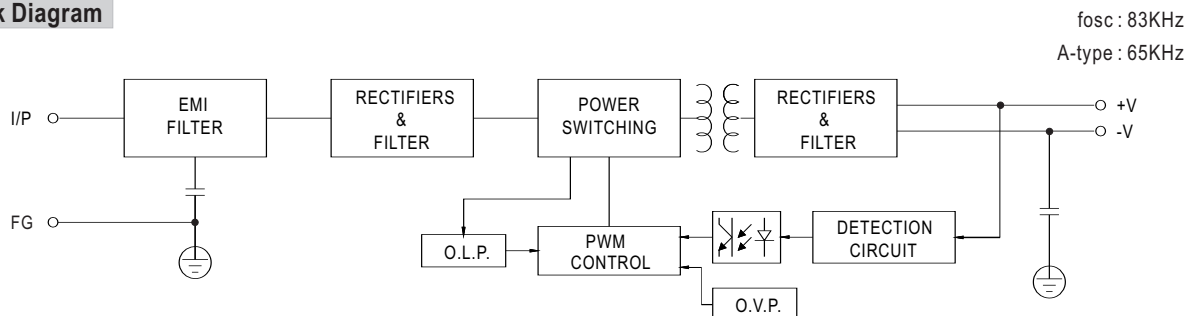 Diagram
fosc : 83KHz
A-type : 65KHz
I/P
EMI
FILTER
RECTIFIERS
&
FILTER
POWER
SWITCHING
RECTIFIERS
&
FILTER
+V
-V
FG
O.L.P.
PWM
CONTROL
DETECTION
CIRCUIT
O.V.P.